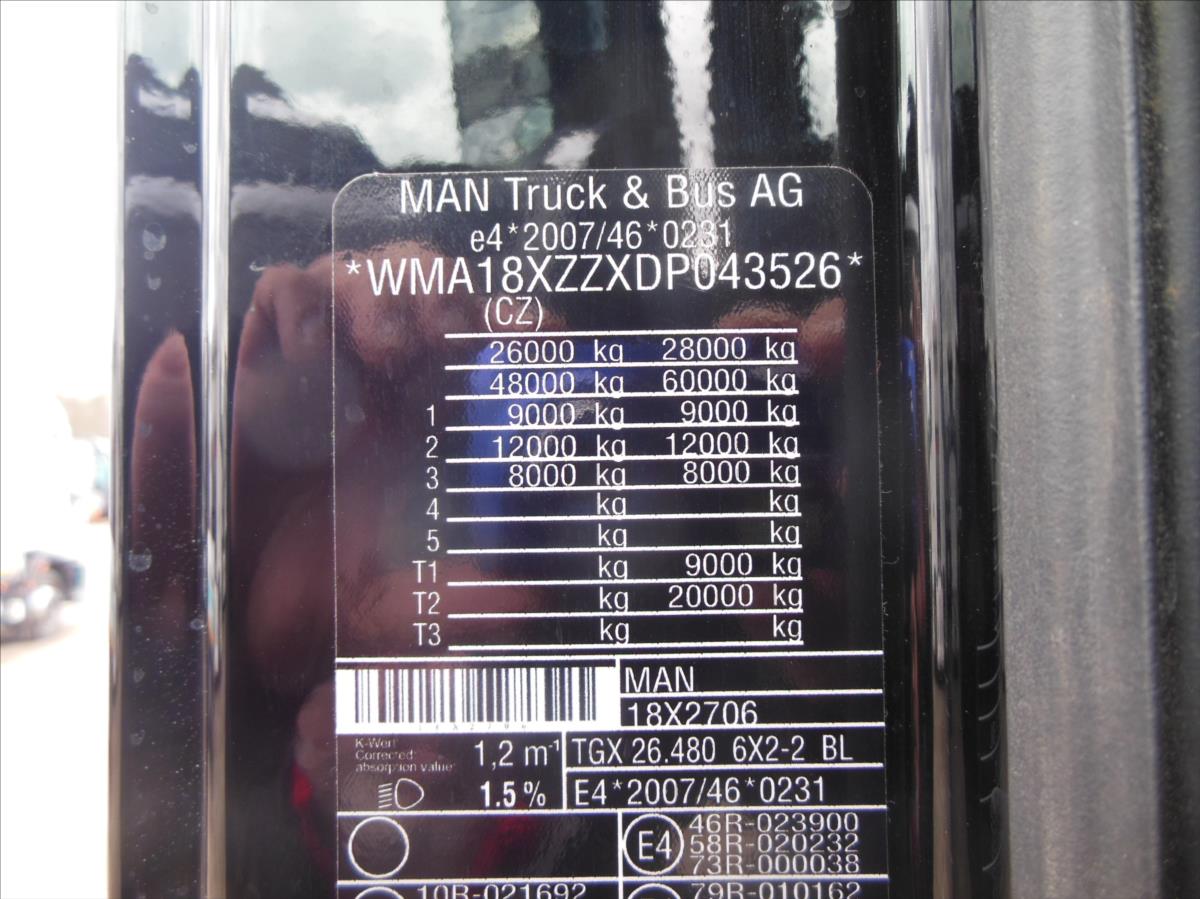 MAN Truck & Bus AG
e4*2007/46*0231
*WMA18XZZXDP043526*
(CZ)
26000 kg 28000 kg
48000 kg 60000 kg
1 9000 kg 9000 kg
2 12000 kg 12000 kg
3 8000 kg 8000 kg
4 kg kg
5 kg kg
T1 kg 9000 kg
T2 kg 20000 kg
T3 kg kg
MAN
18X2706
K-Wert
Corrected
absorption value
1,2 m-1
TGX 26.480 6X2-2 BL
1.5 %
E4*2007/46*0231
E4
46R-023900
58R-020232
73R-000038
10R-021692
79R-010162